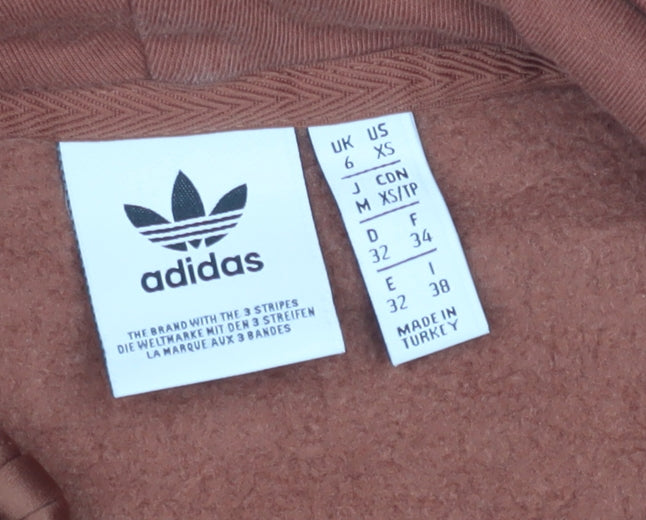 adidas
THE BRAND WITH THE 3 STRIPES
DIE WELTMARKE MIT DEN 3 STREIFEN
LA MARQUE AUX 3 BANDES
UK US
6 XS
J CDN
M XS/TP
D F
32 34
E I
32 38
MADE IN
TURKEY